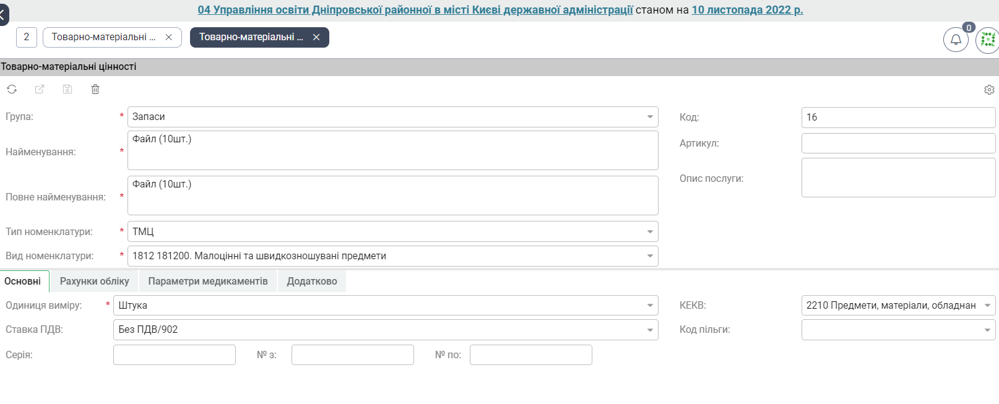 04 Управління освіти Дніпровської районної в місті Києві державної адміністрації станом на 10 листопада 2022 р.
2 Товарно-матеріальні ... Товарно-матеріальні ... 0
Товарно-матеріальні цінності
Група: * Запаси Код: 16
Найменування: * Файл (10шт.) Артикул:
Опис послуги:
Повне найменування: * Файл (10шт.)
Тип номенклатури: * ТМЦ
Вид номенклатури: * 1812 181200. Малоцінні та швидкозношувані предмети
Основні Рахунки обліку Параметри медикаментів Додатково
Одиниця виміру: * Штука КЕКВ: 2210 Предмети, матеріали, обладнан
Ставка ПДВ: Без ПДВ/902 Код пільги:
Серія: № з: № по: